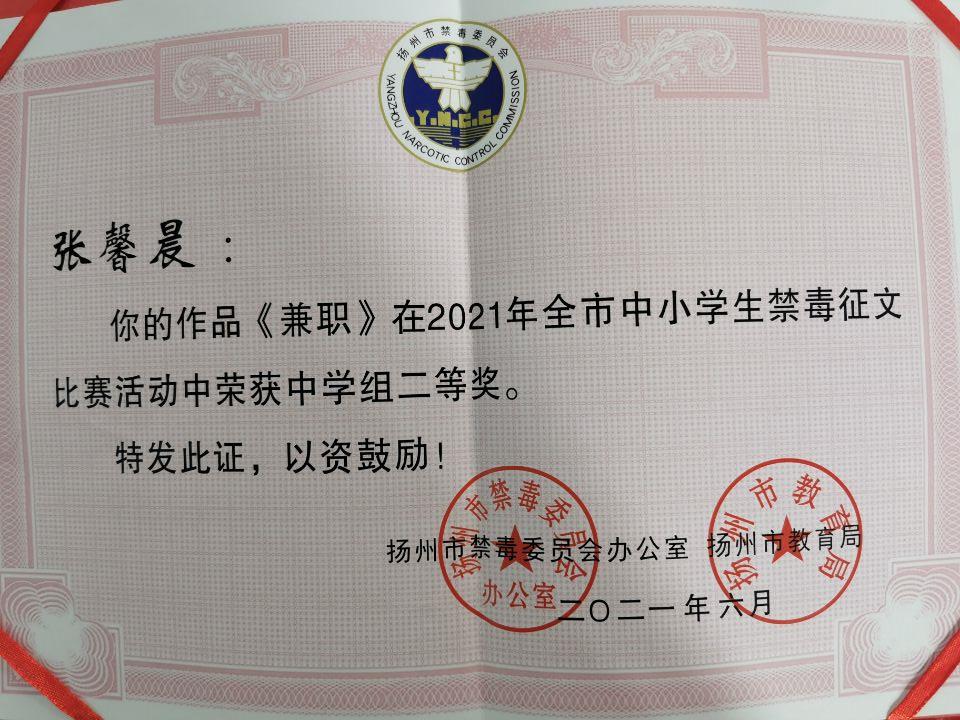 扬州市禁毒委员会
YANGZHOU NARCOTIC CONTROL COMMISSION
Y.N.C.C.
张馨晨：
你的作品《兼职》在2021年全市中小学生禁毒征文
比赛活动中荣获中学组二等奖。
特发此证，以资鼓励！
扬州市禁毒委员会办公室 扬州市教育局
二〇二一年六月
扬州市禁毒委员会
办公室
扬州市教育局